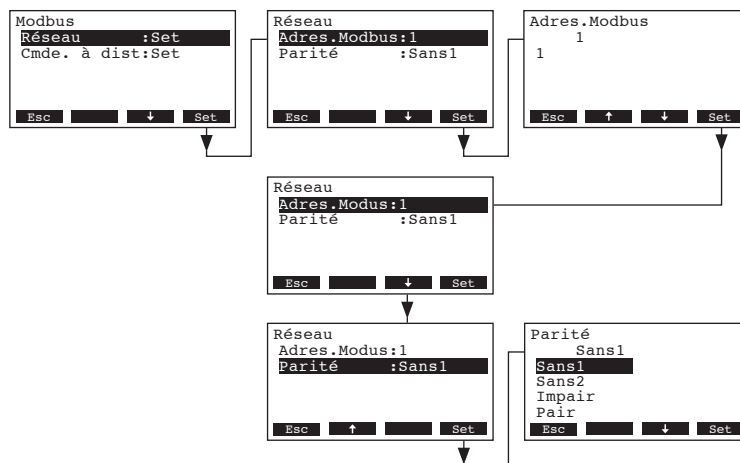 Modbus
Réseau :Set
Cmde. à dist:Set
Esc ↓ Set
Réseau
Adres.Modbus:1
Parité :Sans1
Esc ↓ Set
Adres.Modbus
1
1
Esc ↑ ↓ Set
Réseau
Adres.Modus:1
Parité :Sans1
Esc ↓ Set
Réseau
Adres.Modus:1
Parité :Sans1
Esc ↑ Set
Parité
Sans1
Sans1
Sans2
Impair
Pair
Esc ↓ Set